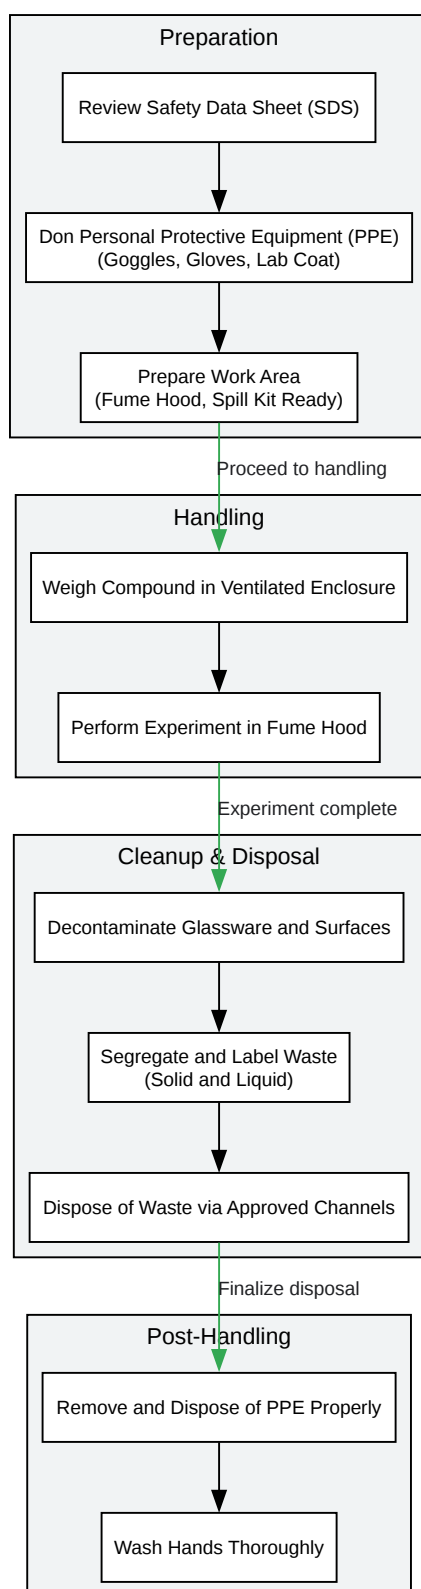 Preparation
Review Safety Data Sheet (SDS)
Don Personal Protective Equipment (PPE)
(Goggles, Gloves, Lab Coat)
Prepare Work Area
(Fume Hood, Spill Kit Ready)
Proceed to handling
Handling
Weigh Compound in Ventilated Enclosure
Perform Experiment in Fume Hood
Experiment complete
Cleanup & Disposal
Decontaminate Glassware and Surfaces
Segregate and Label Waste
(Solid and Liquid)
Dispose of Waste via Approved Channels
Finalize disposal
Post-Handling
Remove and Dispose of PPE Properly
Wash Hands Thoroughly